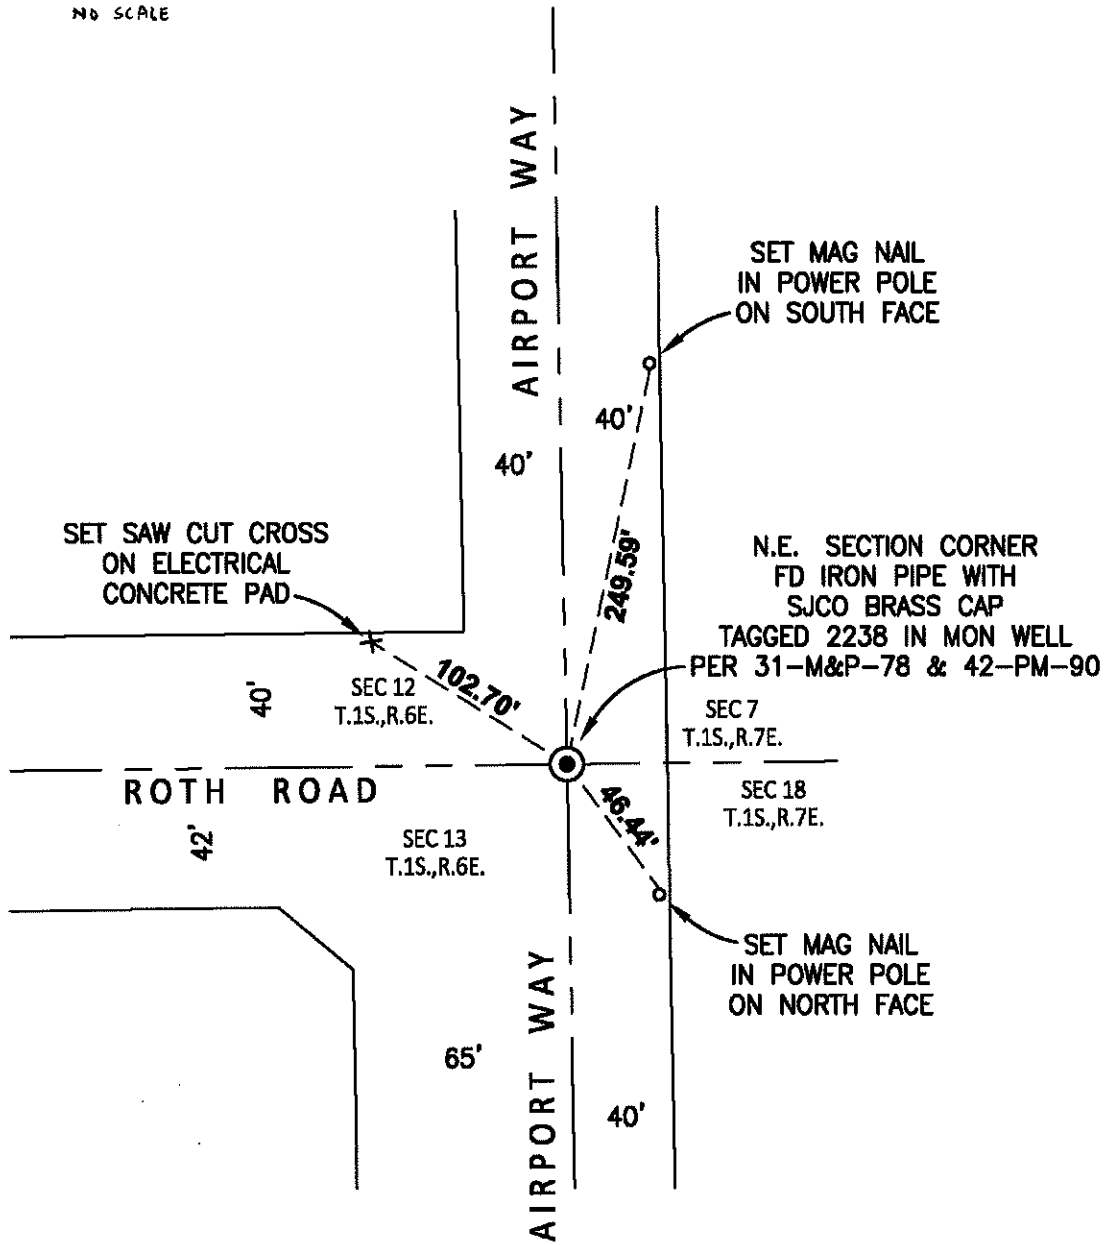 NO SCALE
AIRPORT WAY
SET MAG NAIL
IN POWER POLE
ON SOUTH FACE
40'
40'
SET SAW CUT CROSS
ON ELECTRICAL
CONCRETE PAD
249.59'
N.E. SECTION CORNER
FD IRON PIPE WITH
SJCO BRASS CAP
TAGGED 2238 IN MON WELL
PER 31-M&P-78 & 42-PM-90
102.70'
40'
SEC 12
T.1S.,R.6E.
SEC 7
T.1S.,R.7E.
ROTH ROAD
46.44'
SEC 18
T.1S.,R.7E.
42'
SEC 13
T.1S.,R.6E.
SET MAG NAIL
IN POWER POLE
ON NORTH FACE
AIRPORT WAY
65'
40'